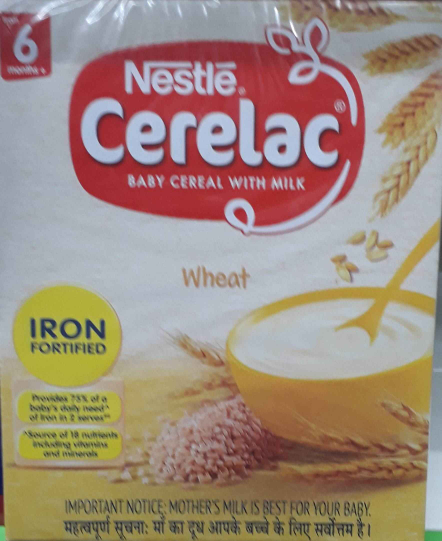 6
months+
Nestlé
Cerelac®
BABY CEREAL WITH MILK
Wheat
IRON
FORTIFIED
Provides 75% of a
baby's daily need^
of iron in 2 serves**
^Source of 18 nutrients
including vitamins
and minerals
IMPORTANT NOTICE: MOTHER'S MILK IS BEST FOR YOUR BABY.
महत्वपूर्ण सूचना: माँ का दूध आपके बच्चे के लिए सर्वोत्तम है।